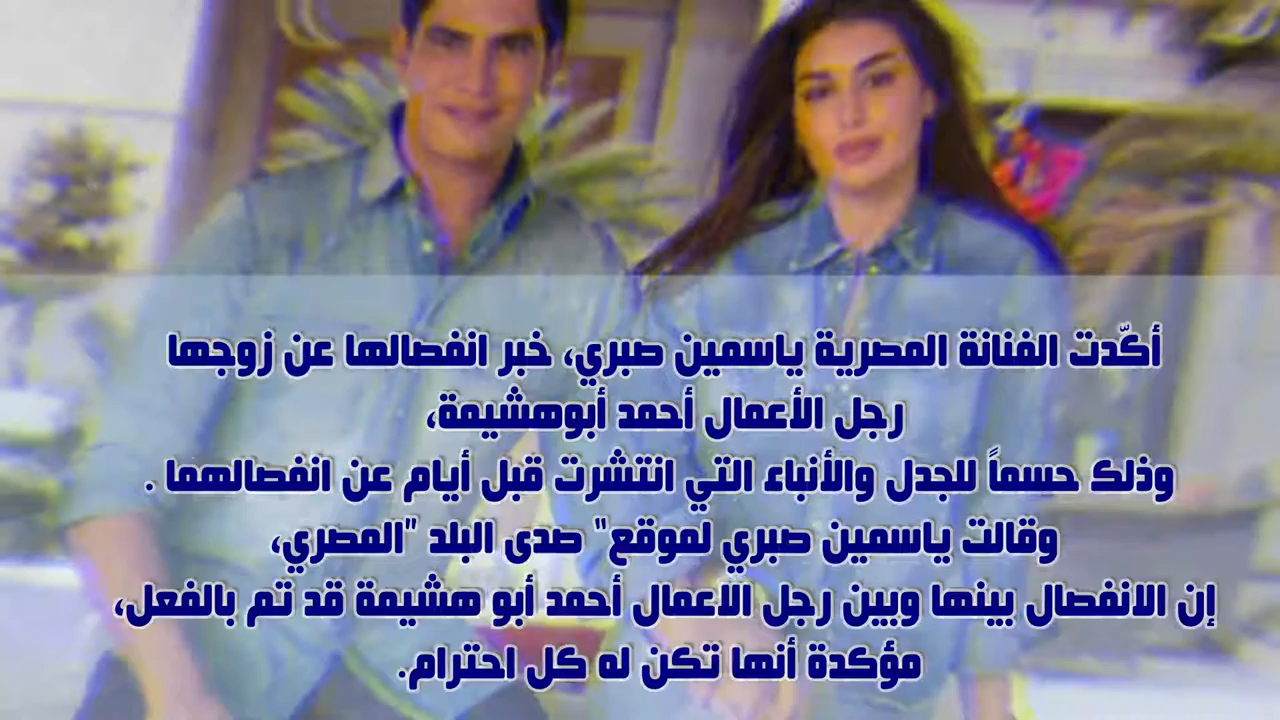 أكّدت الفنانة المصرية ياسمين صبري، خبر انفصالها عن زوجها
رجل الأعمال أحمد أبوهشيمة،
وذلك حسماً للجدل والأنباء التي انتشرت قبل أيام عن انفصالهما .
وقالت ياسمين صبري لموقع" صدى البلد "المصري،
إن الانفصال بينها وبين رجل الاعمال أحمد أبو هشيمة قد تم بالفعل،
مؤكدة أنها تكن له كل احترام.